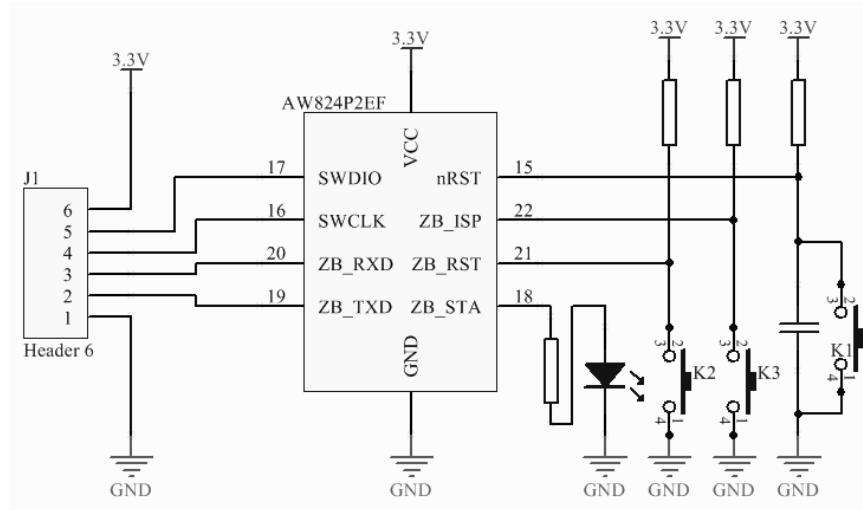 3.3V
3.3V
3.3V
3.3V
3.3V
AW824P2EF
VCC
J1
17 SWDIO nRST 15
6
5
16 SWCLK ZB_ISP 22
4
3
20 ZB_RXD ZB_RST 21
2
1
19 ZB_TXD ZB_STA 18
Header 6
GND
3 2
4 1
K2
3 2
4 1
K3
3 2
4 1
K1
GND
GND
GND
GND
GND
GND